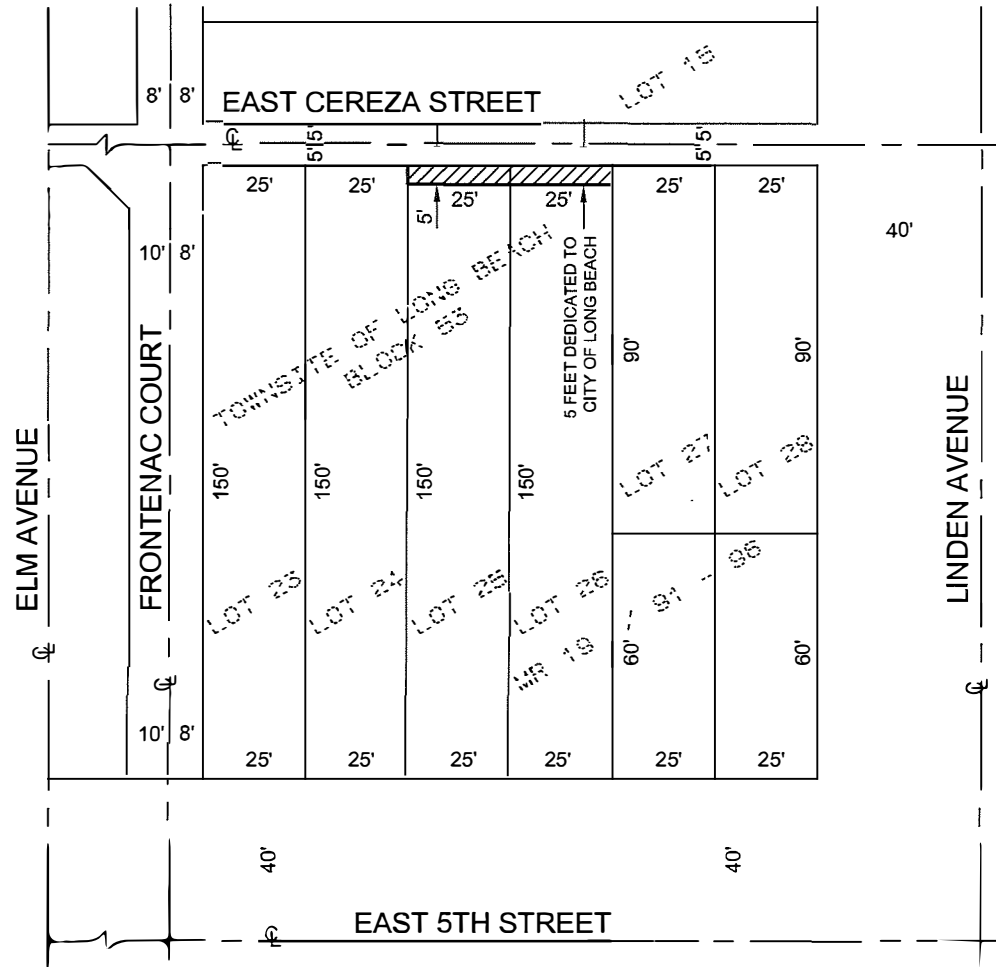 LOT 15
8' 8'
EAST CEREZA STREET
℄
5' 5'
5' 5'
25' 25' 25' 25' 25' 25'
5'
40'
10' 8'
TOWNSITE OF LONG BEACH
BLOCK 53
5 FEET DEDICATED TO
CITY OF LONG BEACH
90'
90'
ELM AVENUE
FRONTENAC COURT
LINDEN AVENUE
150'
150'
150'
150'
LOT 27
LOT 28
LOT 23
LOT 24
LOT 25
LOT 26
MR 19 - 91 - 96
60'
60'
℄
℄
℄
10' 8'
25' 25' 25' 25' 25' 25'
40'
40'
EAST 5TH STREET
℄